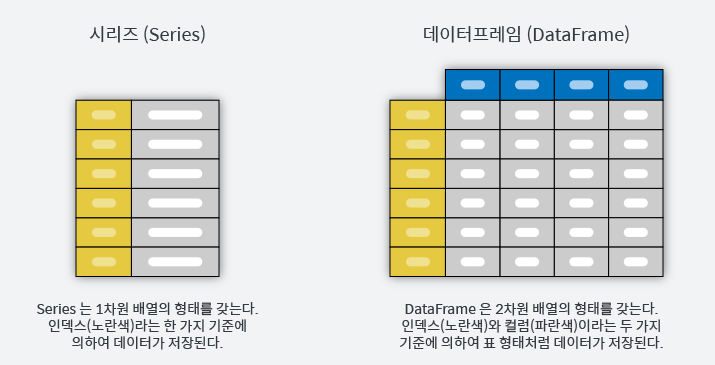 시리즈 (Series)
데이터프레임 (DataFrame)
Series 는 1차원 배열의 형태를 갖는다.
인덱스(노란색)라는 한 가지 기준에
의하여 데이터가 저장된다.
DataFrame 은 2차원 배열의 형태를 갖는다.
인덱스(노란색)와 컬럼(파란색)이라는 두 가지
기준에 의하여 표 형태처럼 데이터가 저장된다.